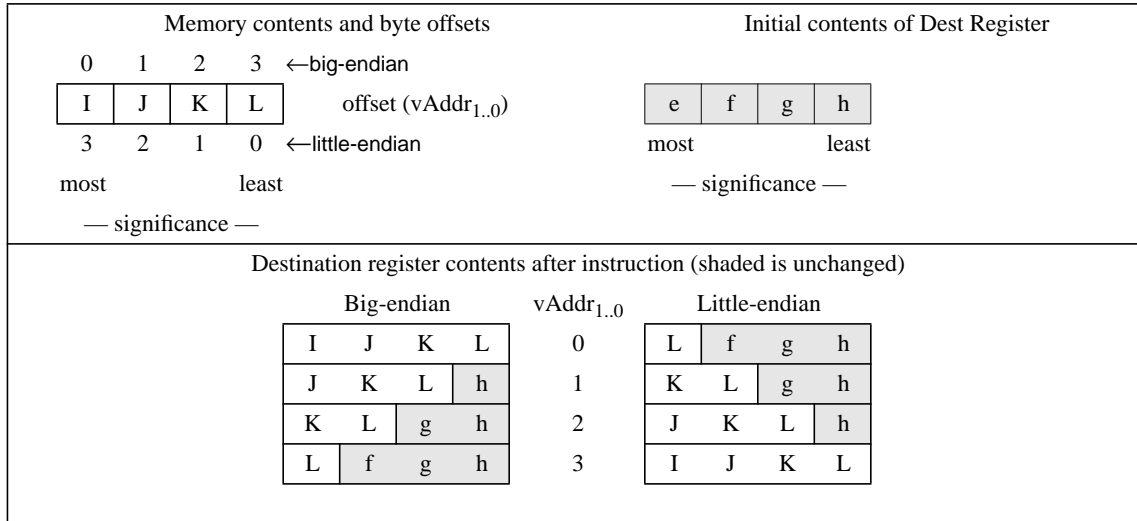 Memory contents and byte offsets
Initial contents of Dest Register
0 1 2 3 ←big-endian
I J K L offset (vAddr1..0)
e f g h
3 2 1 0 ←little-endian
most least
most least
— significance —
— significance —
Destination register contents after instruction (shaded is unchanged)
Big-endian vAddr1..0 Little-endian
I J K L 0 L f g h
J K L h 1 K L g h
K L g h 2 J K L h
L f g h 3 I J K L